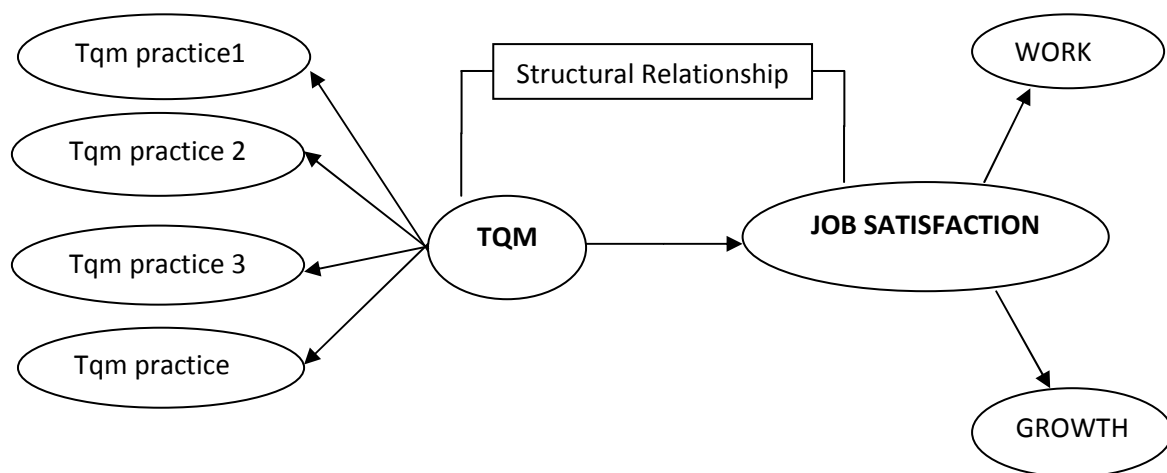 Tqm practice1
Tqm practice 2
Tqm practice 3
Tqm practice
TQM
Structural Relationship
JOB SATISFACTION
WORK
GROWTH